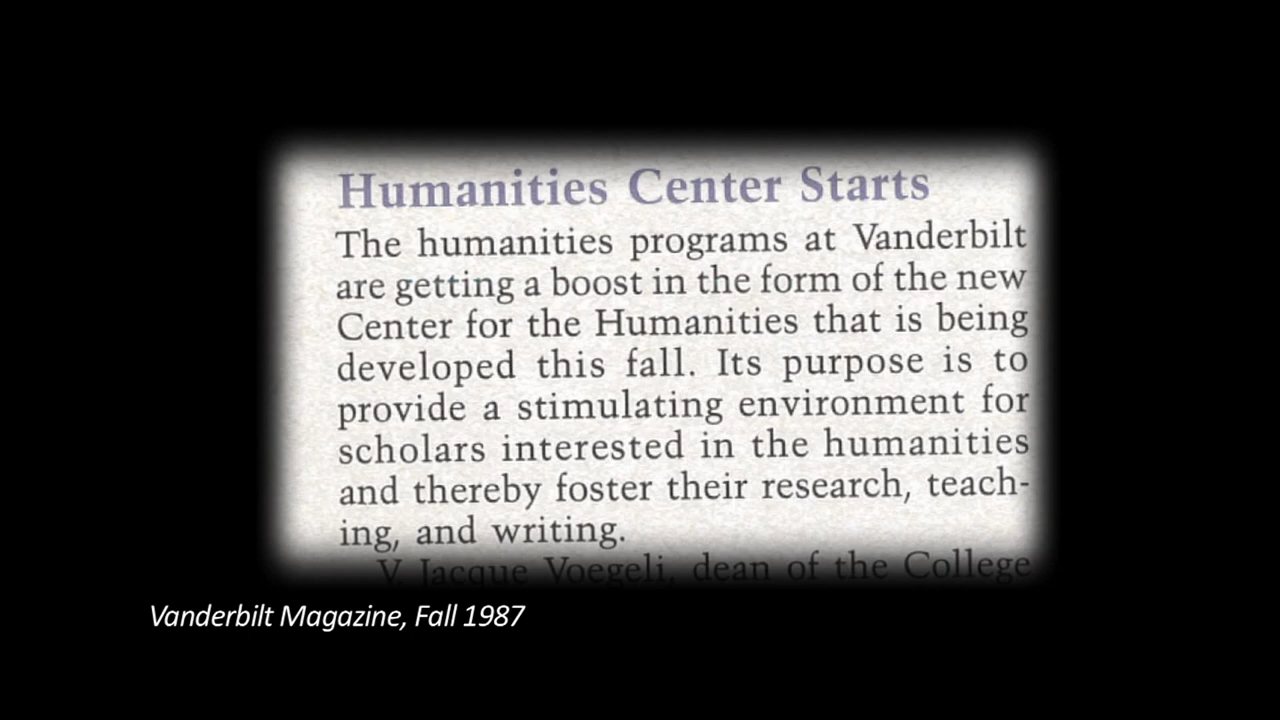 Humanities Center Starts
The humanities programs at Vanderbilt
are getting a boost in the form of the new
Center for the Humanities that is being
developed this fall. Its purpose is to
provide a stimulating environment for
scholars interested in the humanities
and thereby foster their research, teach-
ing, and writing.
V Jacque Voegeli, dean of the College
Vanderbilt Magazine, Fall 1987